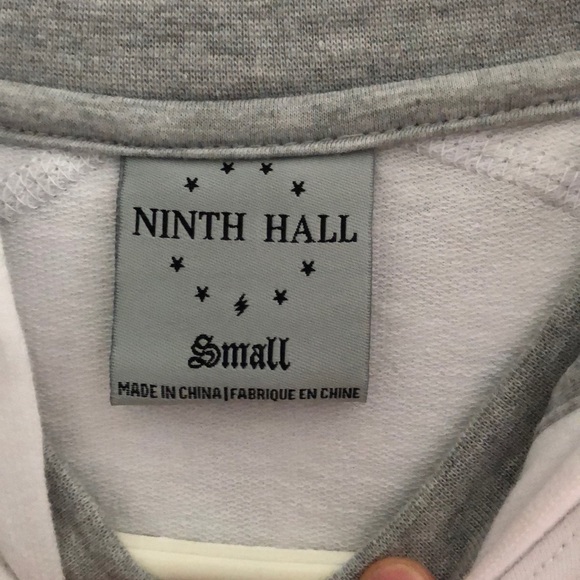 NINTH HALL
Small
MADE IN CHINA|FABRIQUE EN CHINE